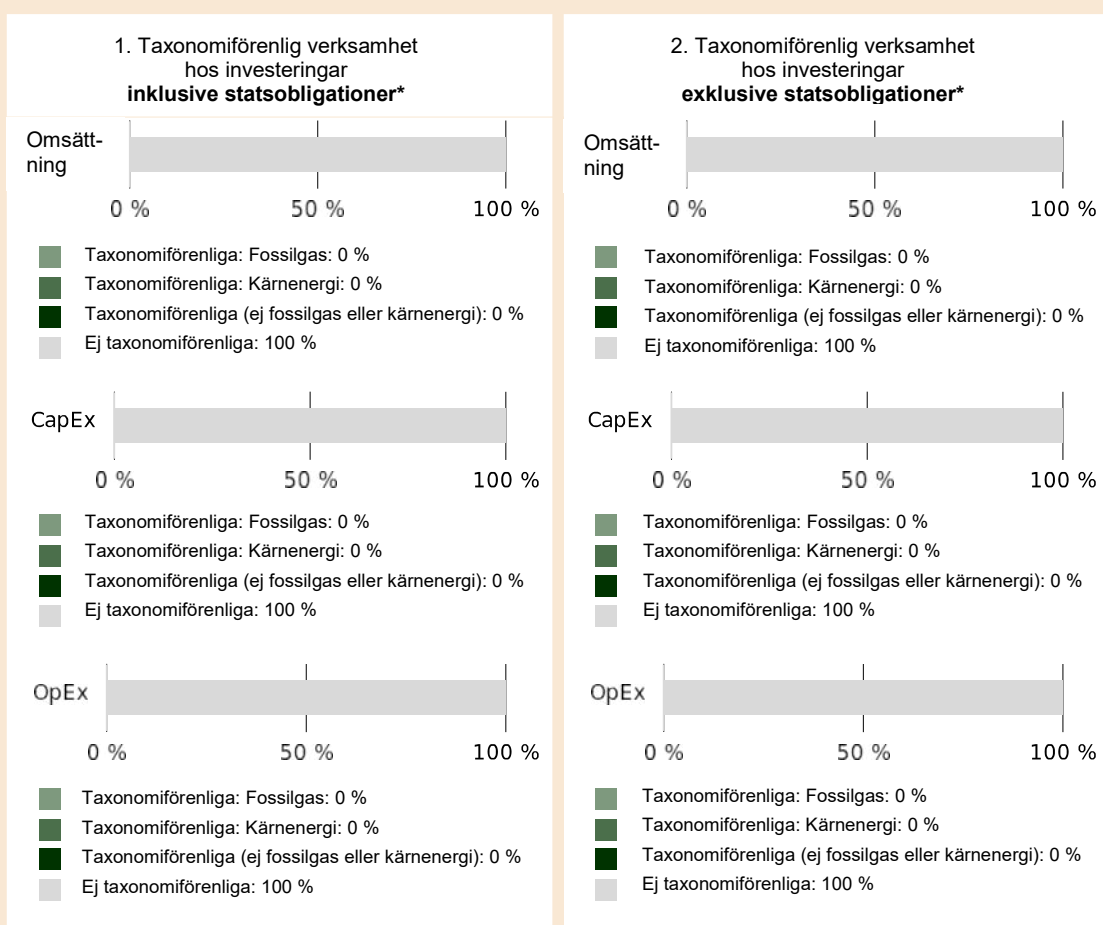 1. Taxonomiförenlig verksamhet
hos investeringar
inklusive statsobligationer*
Omsätt-
ning
0 % 50 % 100 %
Taxonomiförenliga: Fossilgas: 0 %
Taxonomiförenliga: Kärnenergi: 0 %
Taxonomiförenliga (ej fossilgas eller kärnenergi): 0 %
Ej taxonomiförenliga: 100 %
CapEx
0 % 50 % 100 %
Taxonomiförenliga: Fossilgas: 0 %
Taxonomiförenliga: Kärnenergi: 0 %
Taxonomiförenliga (ej fossilgas eller kärnenergi): 0 %
Ej taxonomiförenliga: 100 %
OpEx
0 % 50 % 100 %
Taxonomiförenliga: Fossilgas: 0 %
Taxonomiförenliga: Kärnenergi: 0 %
Taxonomiförenliga (ej fossilgas eller kärnenergi): 0 %
Ej taxonomiförenliga: 100 %
2. Taxonomiförenlig verksamhet
hos investeringar
exklusive statsobligationer*
Omsätt-
ning
0 % 50 % 100 %
Taxonomiförenliga: Fossilgas: 0 %
Taxonomiförenliga: Kärnenergi: 0 %
Taxonomiförenliga (ej fossilgas eller kärnenergi): 0 %
Ej taxonomiförenliga: 100 %
CapEx
0 % 50 % 100 %
Taxonomiförenliga: Fossilgas: 0 %
Taxonomiförenliga: Kärnenergi: 0 %
Taxonomiförenliga (ej fossilgas eller kärnenergi): 0 %
Ej taxonomiförenliga: 100 %
OpEx
0 % 50 % 100 %
Taxonomiförenliga: Fossilgas: 0 %
Taxonomiförenliga: Kärnenergi: 0 %
Taxonomiförenliga (ej fossilgas eller kärnenergi): 0 %
Ej taxonomiförenliga: 100 %